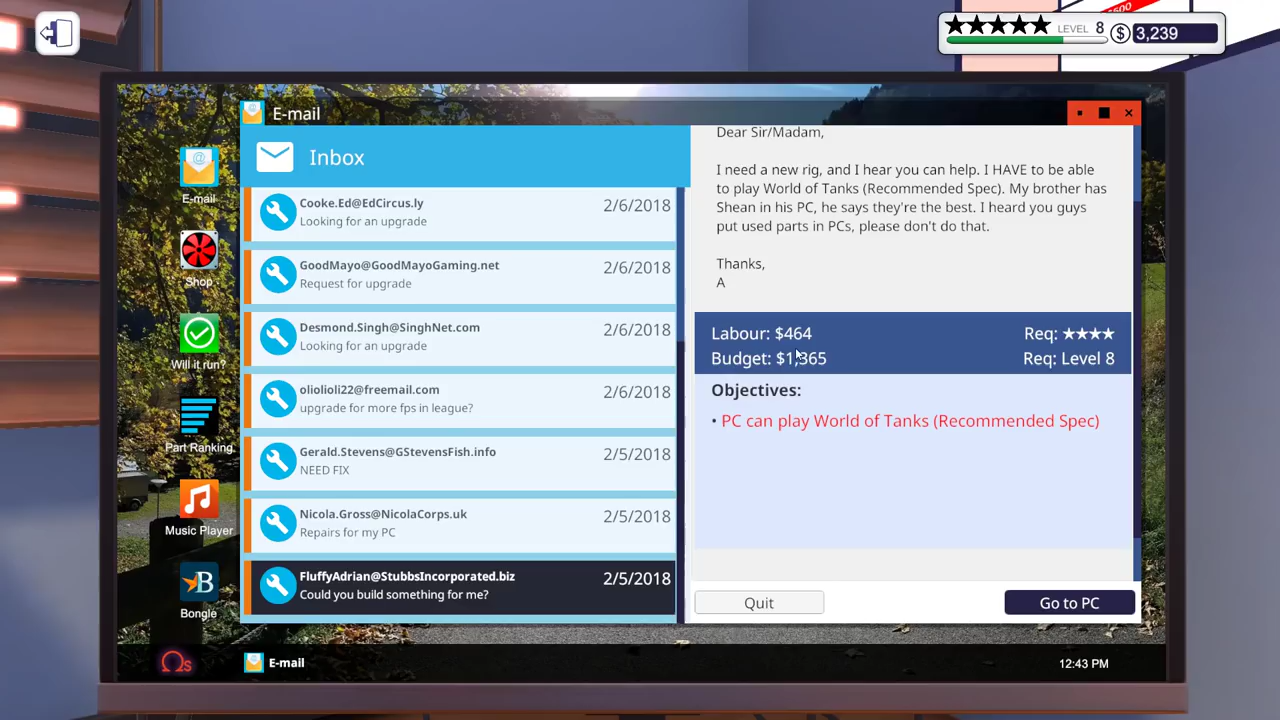 LEVEL 8
$ 3,239
E-mail
Inbox
E-mail
Shop
Will it run?
Part Ranking
Music Player
B
Bongle
Cooke.Ed@EdCircus.ly 2/6/2018
Looking for an upgrade
GoodMayo@GoodMayoGaming.net 2/6/2018
Request for upgrade
Desmond.Singh@SinghNet.com 2/6/2018
Looking for an upgrade
oliolioli22@freemail.com 2/6/2018
upgrade for more fps in league?
Gerald.Stevens@GStevensFish.info 2/5/2018
NEED FIX
Nicola.Gross@NicolaCorps.uk 2/5/2018
Repairs for my PC
FluffyAdrian@StubbsIncorporated.biz 2/5/2018
Could you build something for me?
Dear Sir/Madam,
I need a new rig, and I hear you can help. I HAVE to be able
to play World of Tanks (Recommended Spec). My brother has
Shean in his PC, he says they're the best. I heard you guys
put used parts in PCs, please don't do that.
Thanks,
A
Labour: $464 Req: ★★★★
Budget: $1,365 Req: Level 8
Objectives:
• PC can play World of Tanks (Recommended Spec)
Quit
Go to PC
Ωs
E-mail
12:43 PM